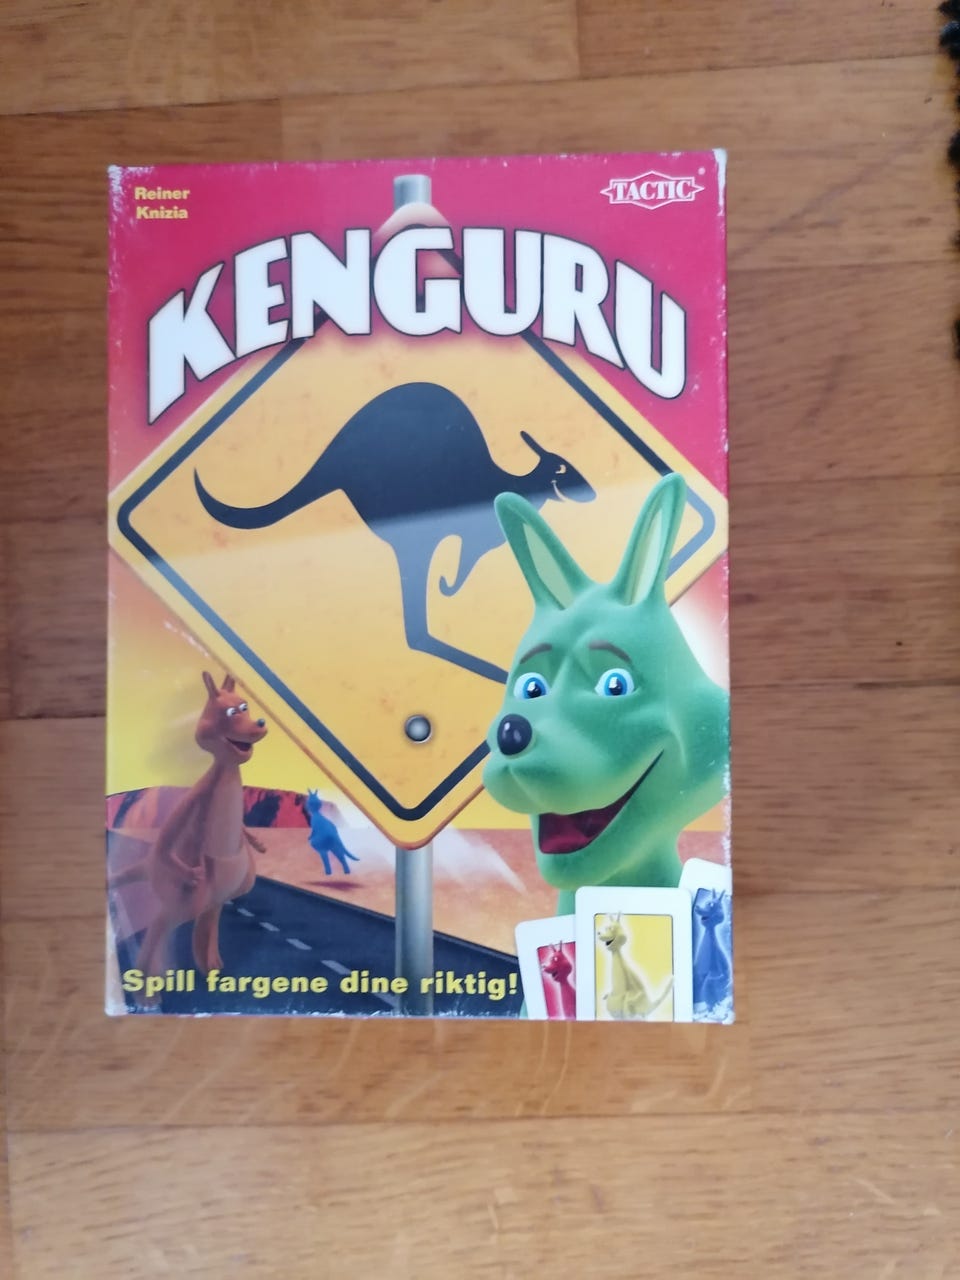 Reiner
Knizia
TACTIC®
KENGURU
Spill fargene dine riktig!